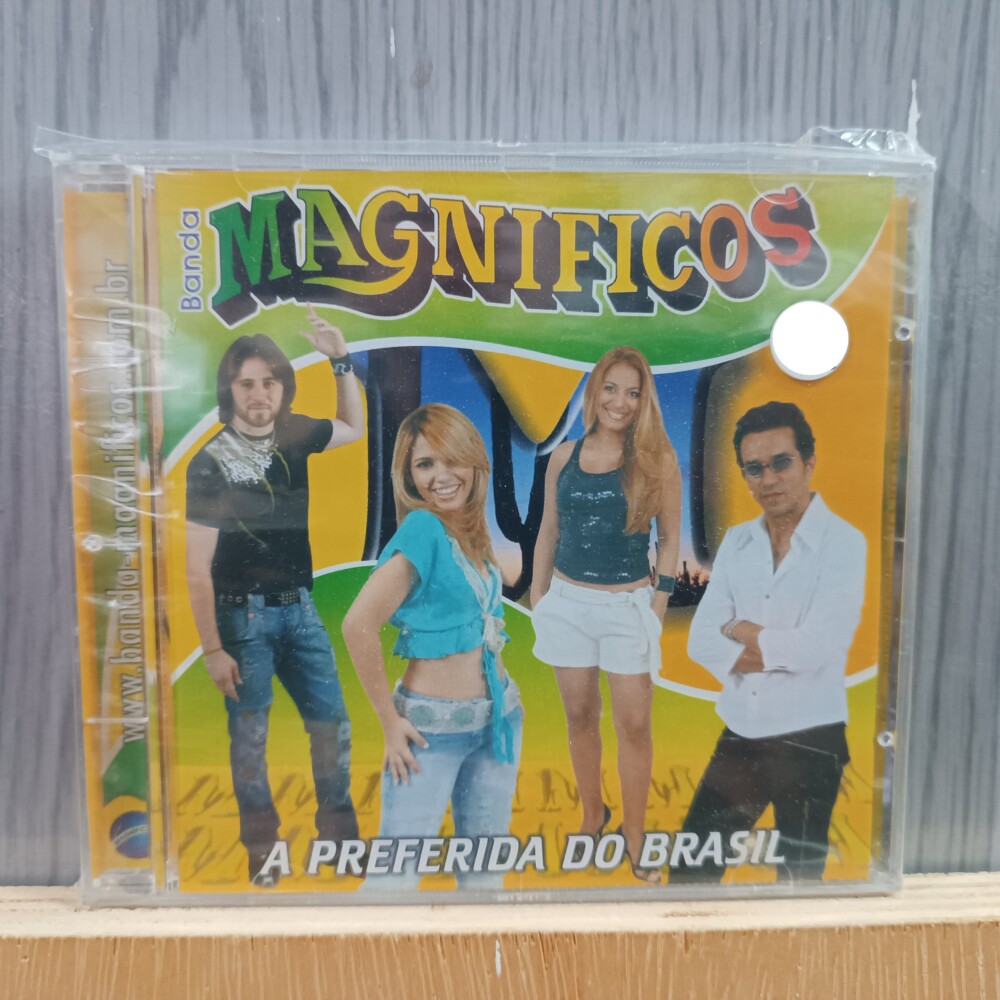 Banda
MAGNIFICOS
www.banda-magnificos.com.br
A PREFERIDA DO BRASIL